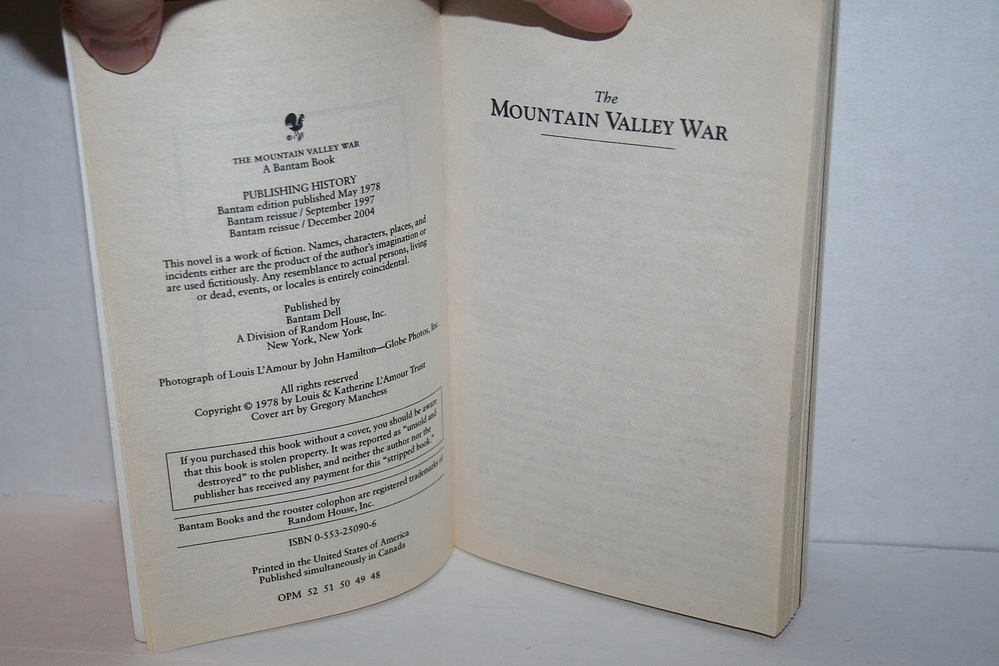 THE MOUNTAIN VALLEY WAR
A Bantam Book
PUBLISHING HISTORY
Bantam edition published May 1978
Bantam reissue / September 1997
Bantam reissue / December 2004
This novel is a work of fiction. Names, characters, places, and
incidents either are the product of the author's imagination or
are used fictitiously. Any resemblance to actual persons, living
or dead, events, or locales is entirely coincidental.
Published by
Bantam Dell
A Division of Random House, Inc.
New York, New York
Photograph of Louis L'Amour by John Hamilton—Globe Photos, Inc.
All rights reserved
Copyright © 1978 by Louis & Katherine L'Amour Trust
Cover art by Gregory Manchess
If you purchased this book without a cover, you should be aware
that this book is stolen property. It was reported as "unsold and
destroyed" to the publisher, and neither the author nor the
publisher has received any payment for this "stripped book."
Bantam Books and the rooster colophon are registered trademarks of
Random House, Inc.
ISBN 0-553-25090-6
Printed in the United States of America
Published simultaneously in Canada
OPM 52 51 50 49 48
The
MOUNTAIN VALLEY WAR